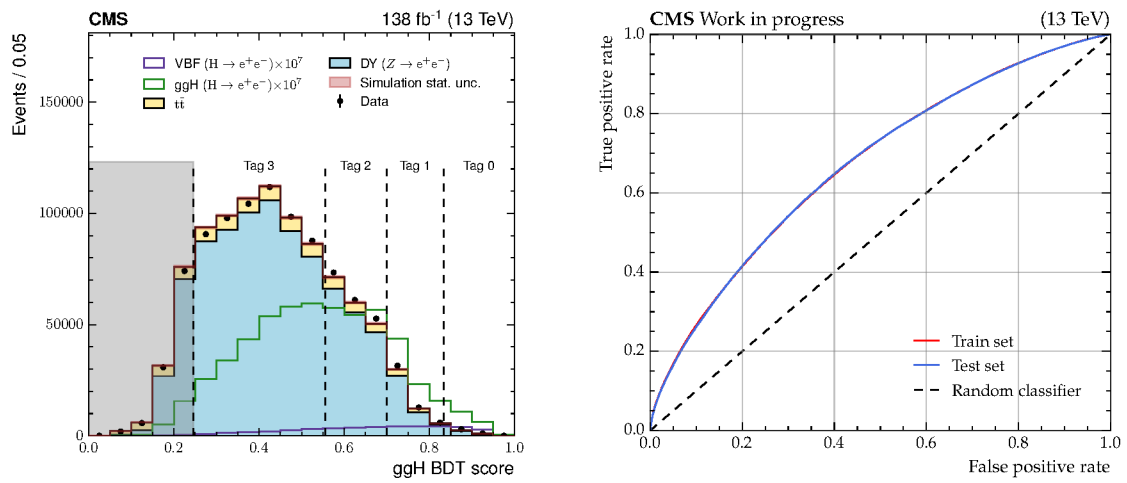 CMS 138 fb⁻¹ (13 TeV)
Events / 0.05
VBF (H → e⁺e⁻)×10⁷
ggH (H → e⁺e⁻)×10⁷
tt̄
DY (Z → e⁺e⁻)
Simulation stat. unc.
Data
150000
100000
50000
0
Tag 3 Tag 2 Tag 1 Tag 0
0.0 0.2 0.4 0.6 0.8 1.0
ggH BDT score
CMS Work in progress (13 TeV)
True positive rate
1.0
0.8
0.6
0.4
0.2
0.0
Train set
Test set
Random classifier
0.0 0.2 0.4 0.6 0.8 1.0
False positive rate